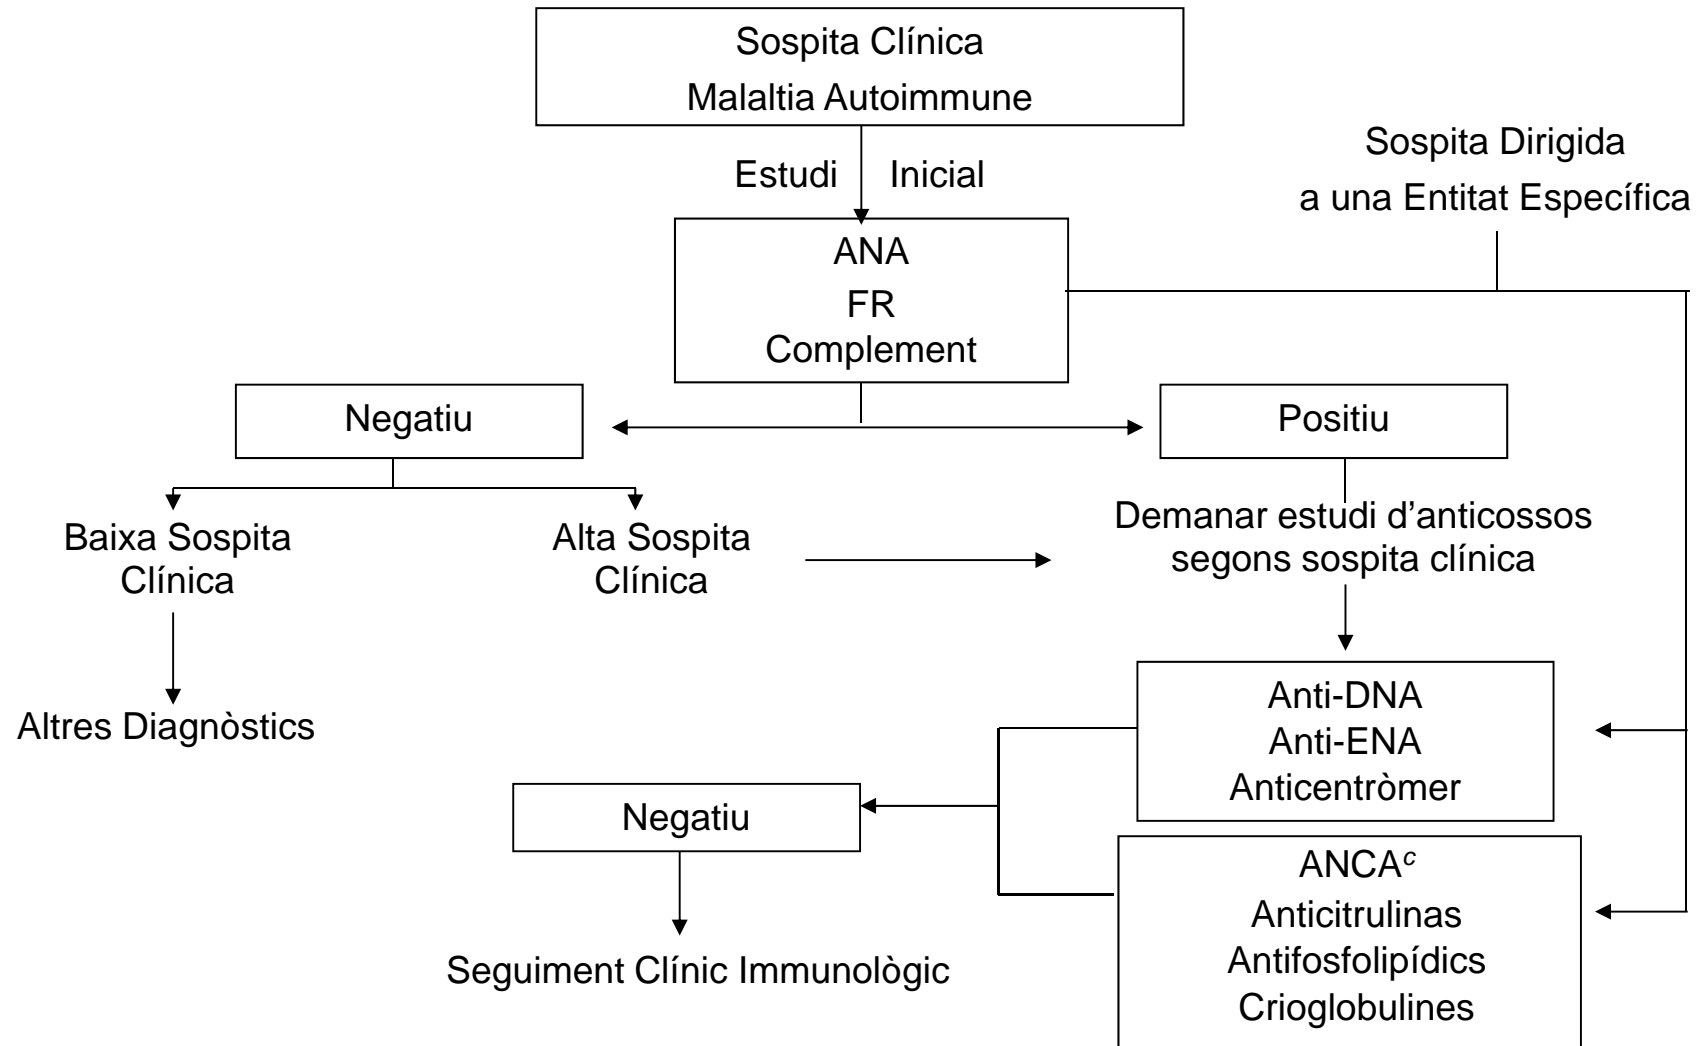 Sospita Clínica
Malaltia Autoimmune
Estudi Inicial
Sospita Dirigida
a una Entitat Específica
ANA
FR
Complement
Negatiu
Positiu
Baixa Sospita
Clínica
Alta Sospita
Clínica
Demanar estudi d’anticossos
segons sospita clínica
Altres Diagnòstics
Anti-DNA
Anti-ENA
Anticentròmer
Negatiu
ANCAᶜ
Anticitrulinas
Antifosfolipídics
Crioglobulines
Seguiment Clínic Immunològic